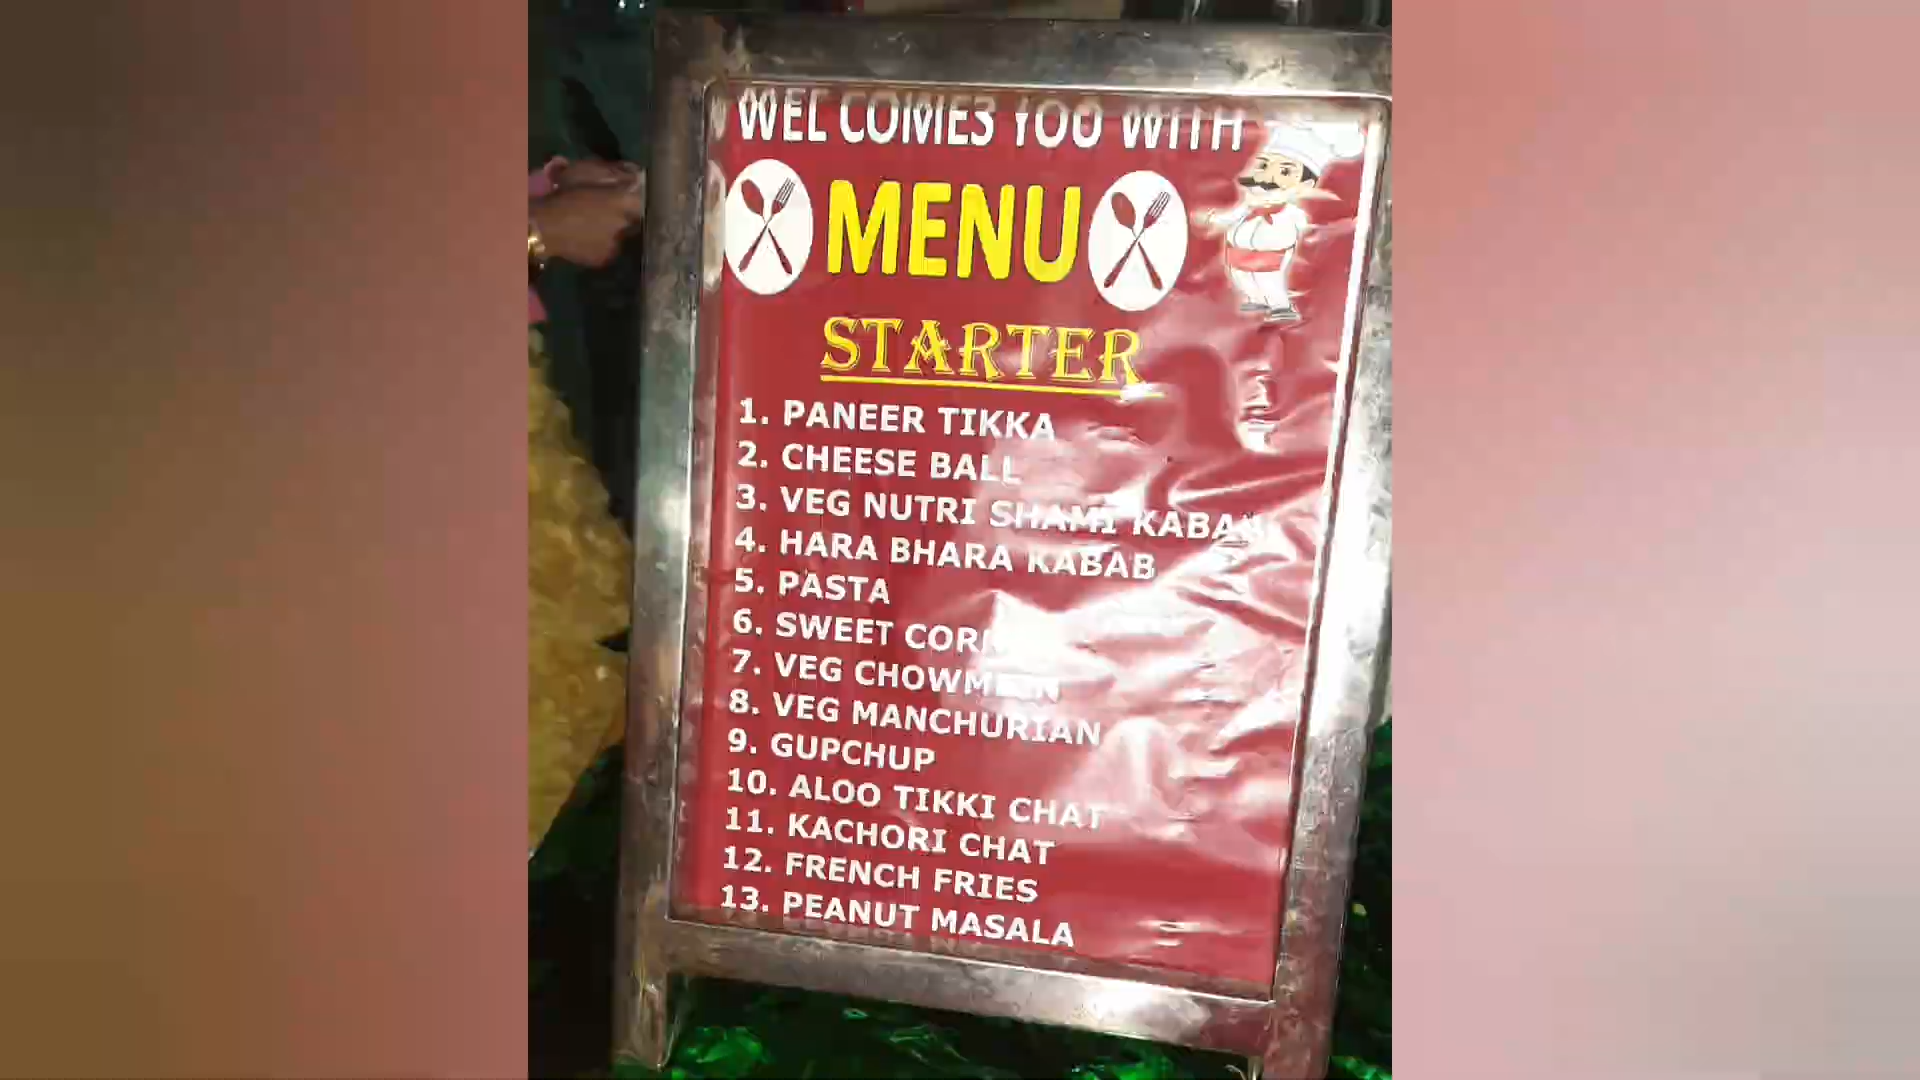 WEL COMES YOU WITH
MENU
STARTER
1. PANEER TIKKA
2. CHEESE BALL
3. VEG NUTRI SHAMI KABAB
4. HARA BHARA KABAB
5. PASTA
6. SWEET CORN
7. VEG CHOWMEIN
8. VEG MANCHURIAN
9. GUPCHUP
10. ALOO TIKKI CHAT
11. KACHORI CHAT
12. FRENCH FRIES
13. PEANUT MASALA